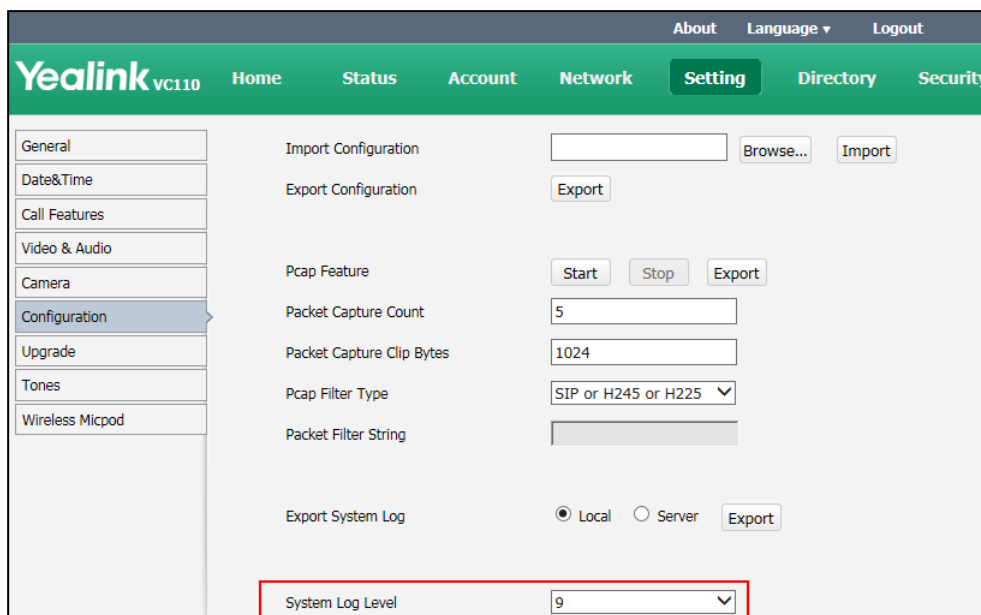 About Language Logout
Yealink VC110 Home Status Account Network Setting Directory Security
General
Date&Time
Call Features
Video & Audio
Camera
Configuration
Upgrade
Tones
Wireless Micpod
Import Configuration Browse... Import
Export Configuration Export
Pcap Feature Start Stop Export
Packet Capture Count 5
Packet Capture Clip Bytes 1024
Pcap Filter Type SIP or H245 or H225
Packet Filter String
Export System Log Local Server Export
System Log Level 9